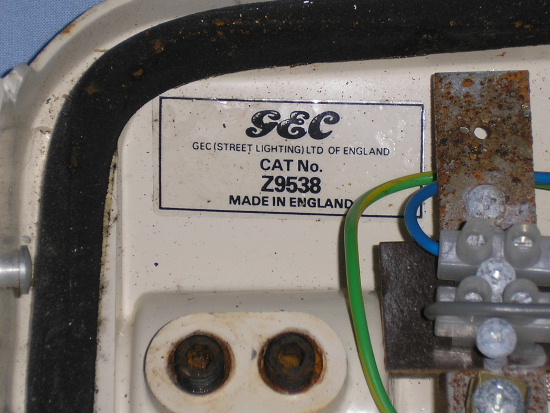 GEC
GEC (STREET LIGHTING) LTD OF ENGLAND
CAT No.
Z9538
MADE IN ENGLAND